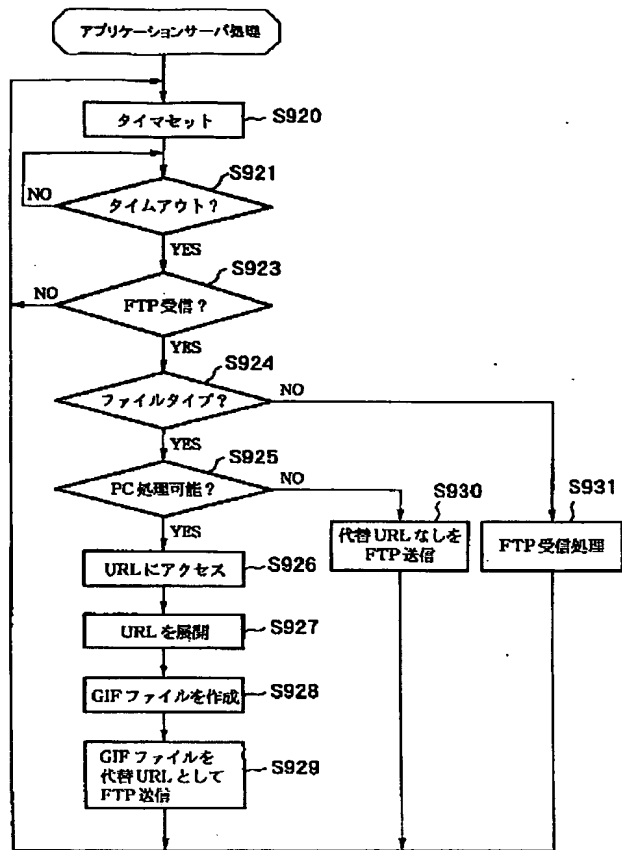 アプリケーションサーバ処理
タイマセット
S920
S921
NO
タイムアウト？
YES
S923
NO
FTP受信？
YES
S924
NO
ファイルタイプ？
YES
S925
NO
PC処理可能？
YES
S930
S931
代替URLなしを
FTP送信
FTP受信処理
URLにアクセス
S926
URLを展開
S927
GIFファイルを作成
S928
GIFファイルを
代替URLとして
FTP送信
S929